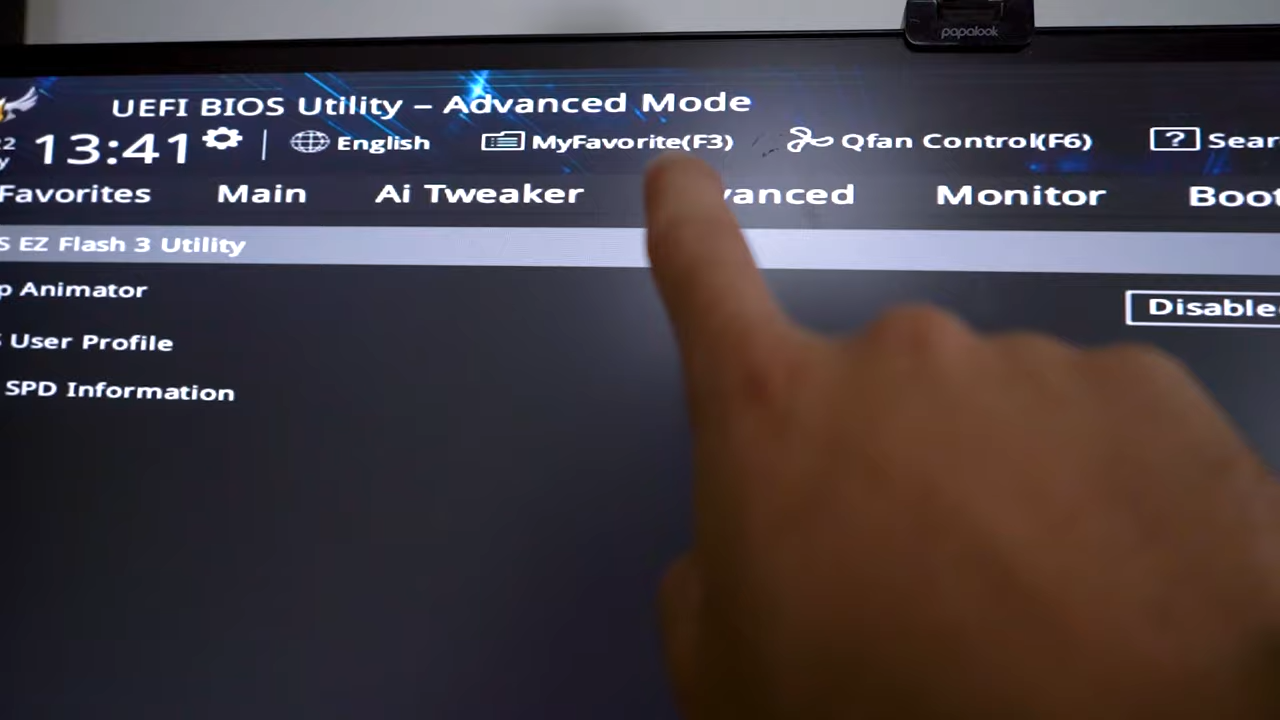 papalook
UEFI BIOS Utility – Advanced Mode
13:41 English MyFavorite(F3) Qfan Control(F6) ? Sear
Favorites Main Ai Tweaker vanced Monitor Boot
S EZ Flash 3 Utility
p Animator Disable
S User Profile
SPD Information